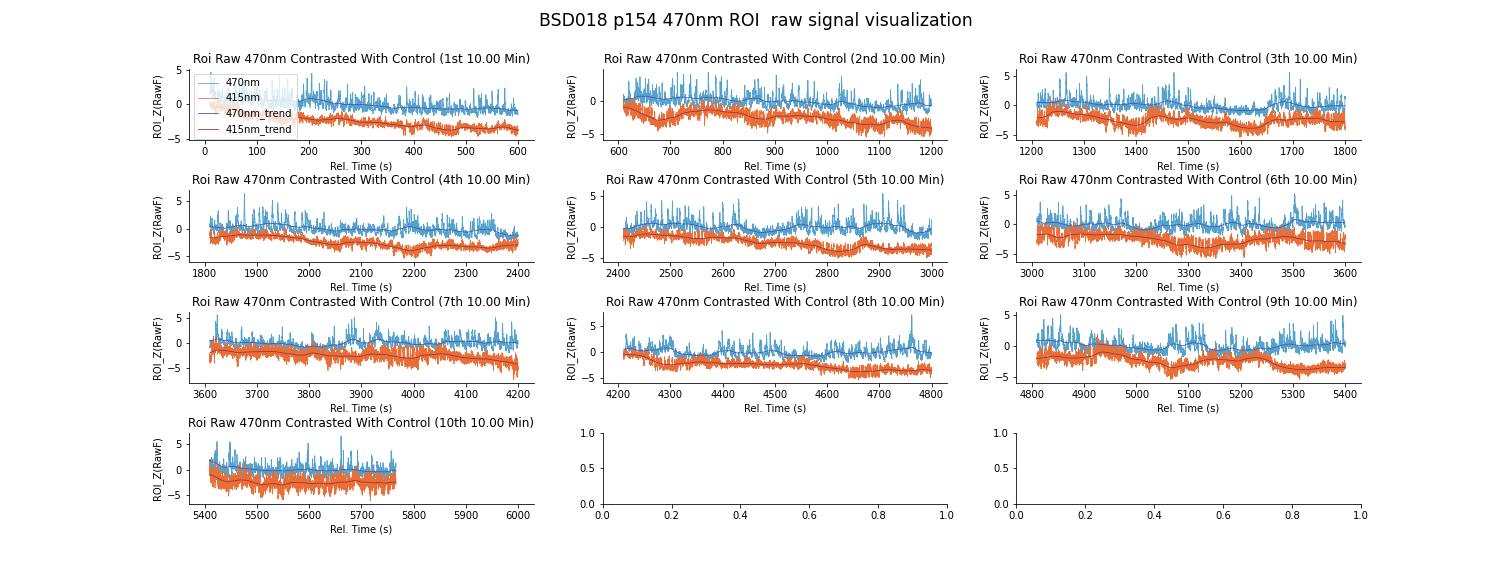 BSD018 p154 470nm ROI  raw signal visualization
Roi Raw 470nm Contrasted With Control (1st 10.00 Min)
ROI_Z(RawF)
5
0
−5
470nm
415nm
470nm_trend
415nm_trend
0 100 200 300 400 500 600
Rel. Time (s)
Roi Raw 470nm Contrasted With Control (2nd 10.00 Min)
ROI_Z(RawF)
0
−5
600 700 800 900 1000 1100 1200
Rel. Time (s)
Roi Raw 470nm Contrasted With Control (3th 10.00 Min)
ROI_Z(RawF)
5
0
−5
1200 1300 1400 1500 1600 1700 1800
Rel. Time (s)
Roi Raw 470nm Contrasted With Control (4th 10.00 Min)
ROI_Z(RawF)
5
0
−5
1800 1900 2000 2100 2200 2300 2400
Rel. Time (s)
Roi Raw 470nm Contrasted With Control (5th 10.00 Min)
ROI_Z(RawF)
5
0
−5
2400 2500 2600 2700 2800 2900 3000
Rel. Time (s)
Roi Raw 470nm Contrasted With Control (6th 10.00 Min)
ROI_Z(RawF)
5
0
−5
3000 3100 3200 3300 3400 3500 3600
Rel. Time (s)
Roi Raw 470nm Contrasted With Control (7th 10.00 Min)
ROI_Z(RawF)
5
0
−5
3600 3700 3800 3900 4000 4100 4200
Rel. Time (s)
Roi Raw 470nm Contrasted With Control (8th 10.00 Min)
ROI_Z(RawF)
5
0
−5
4200 4300 4400 4500 4600 4700 4800
Rel. Time (s)
Roi Raw 470nm Contrasted With Control (9th 10.00 Min)
ROI_Z(RawF)
5
0
−5
4800 4900 5000 5100 5200 5300 5400
Rel. Time (s)
Roi Raw 470nm Contrasted With Control (10th 10.00 Min)
ROI_Z(RawF)
5
0
−5
5400 5500 5600 5700 5800 5900 6000
Rel. Time (s)
1.0
0.5
0.0
0.0 0.2 0.4 0.6 0.8 1.0
1.0
0.5
0.0
0.0 0.2 0.4 0.6 0.8 1.0